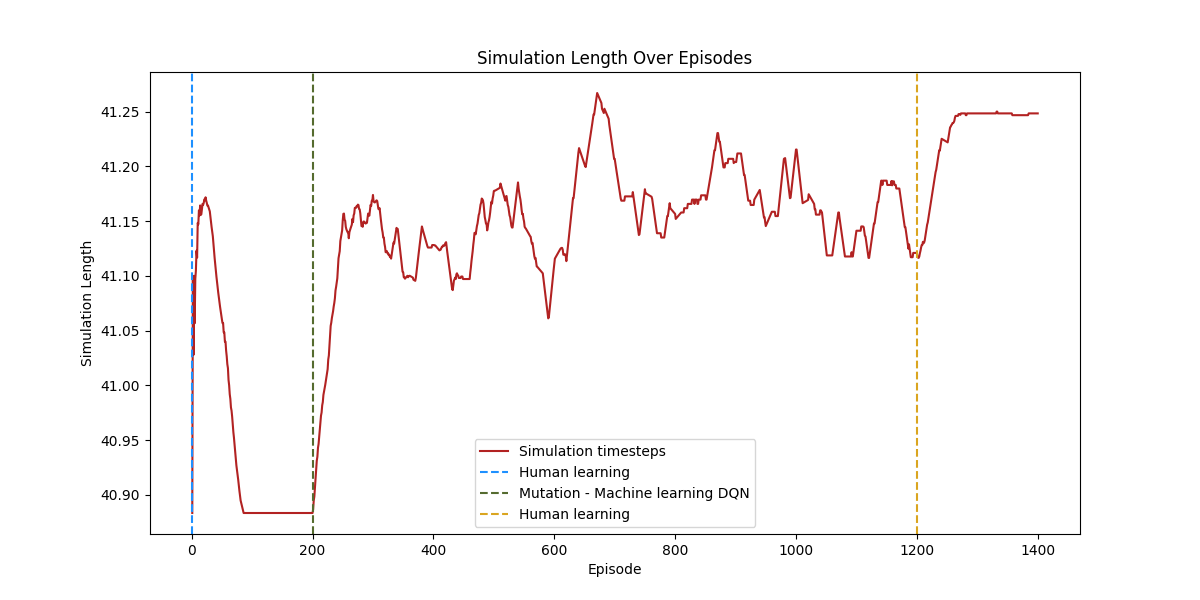 Simulation Length Over Episodes
Simulation Length
41.25
41.20
41.15
41.10
41.05
41.00
40.95
40.90
Simulation timesteps
Human learning
Mutation - Machine learning DQN
Human learning
0 200 400 600 800 1000 1200 1400
Episode